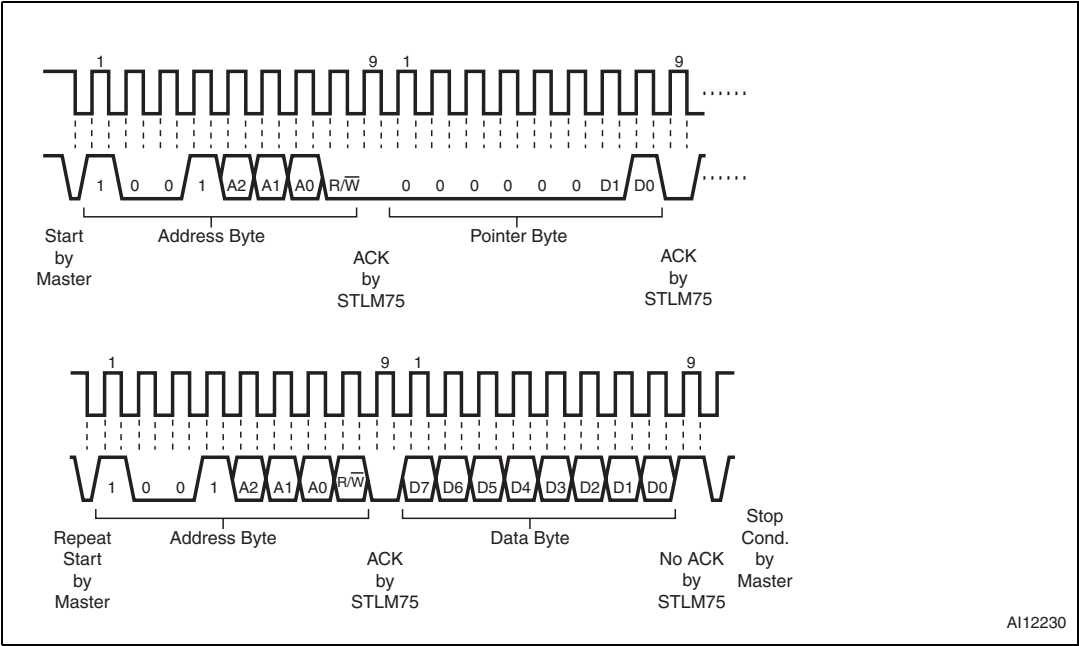 1 9 1 9
1 0 0 1 A2 A1 A0 R/W̅ 0 0 0 0 0 0 D1 D0
Address Byte Pointer Byte
Start
by
Master
ACK
by
STLM75
ACK
by
STLM75
1 9 1 9
1 0 0 1 A2 A1 A0 R/W̅ D7 D6 D5 D4 D3 D2 D1 D0
Address Byte Data Byte
Repeat
Start
by
Master
ACK
by
STLM75
No ACK
by
STLM75
Stop
Cond.
by
Master
AI12230